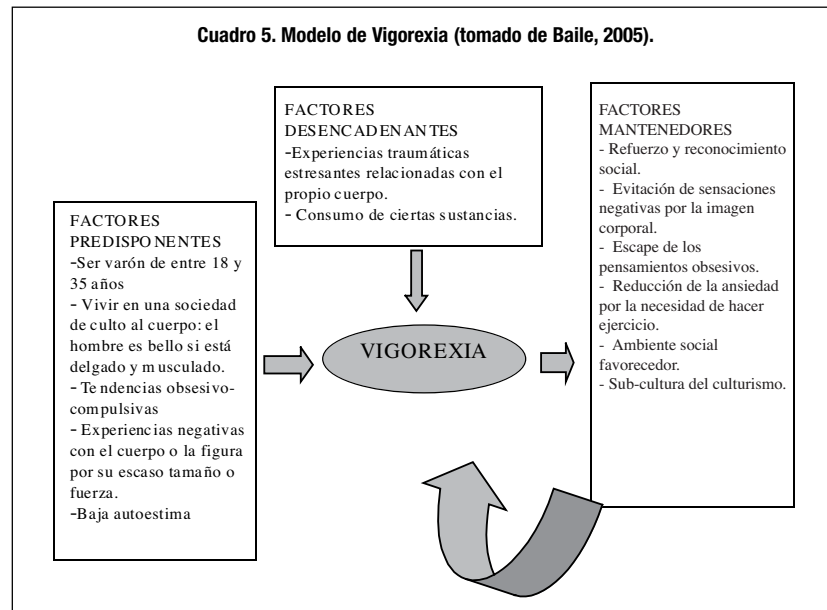 Cuadro 5. Modelo de Vigorexia (tomado de Baile, 2005).
FACTORES
PREDISPONENTES
-Ser varón de entre 18 y
35 años
- Vivir en una sociedad
de culto al cuerpo: el
hombre es bello si está
delgado y musculado.
- Tendencias obsesivo-
compulsivas
- Experiencias negativas
con el cuerpo o la figura
por su escaso tamaño o
fuerza.
-Baja autoestima
FACTORES
DESENCADENANTES
-Experiencias traumáticas
estresantes relacionadas con el
propio cuerpo.
- Consumo de ciertas sustancias.
VIGOREXIA
FACTORES
MANTENEDORES
- Refuerzo y reconocimiento
social.
- Evitación de sensaciones
negativas por la imagen
corporal.
- Escape de los
pensamientos obsesivos.
- Reducción de la ansiedad
por la necesidad de hacer
ejercicio.
- Ambiente social
favorecedor.
- Sub-cultura del culturismo.